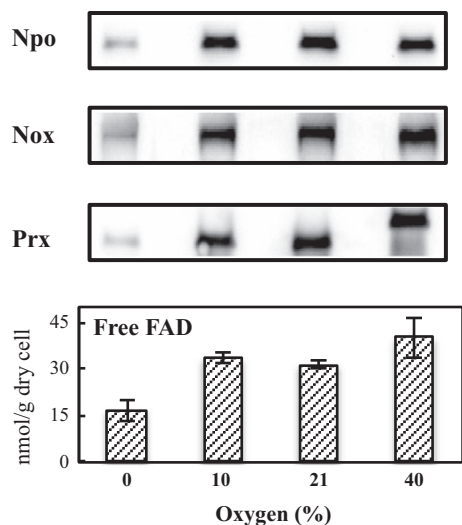 Npo
Nox
Prx
Free FAD
nmol/g dry cell
45
30
15
0
0 10 21 40
Oxygen (%)